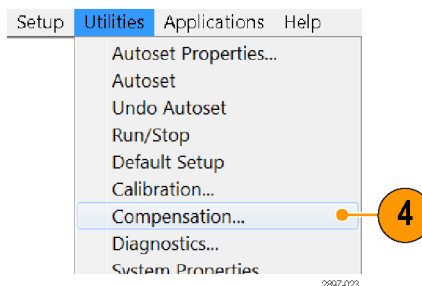 Setup Utilities Applications Help
Autoset Properties...
Autoset
Undo Autoset
Run/Stop
Default Setup
Calibration...
Compensation...
4
Diagnostics...
System Properties
2897-023